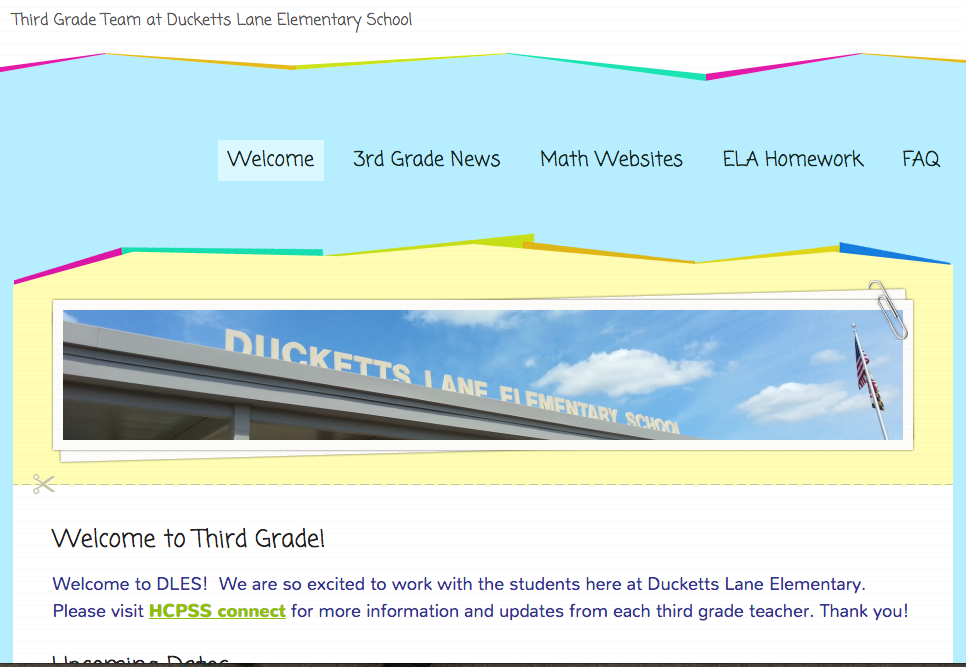 Third Grade Team at Ducketts Lane Elementary School
Welcome 3rd Grade News Math Websites ELA Homework FAQ
DUCKETTS LANE ELEMENTARY SCHOOL
Welcome to Third Grade!
Welcome to DLES! We are so excited to work with the students here at Ducketts Lane Elementary.
Please visit HCPSS connect for more information and updates from each third grade teacher. Thank you!
Upcoming Dates